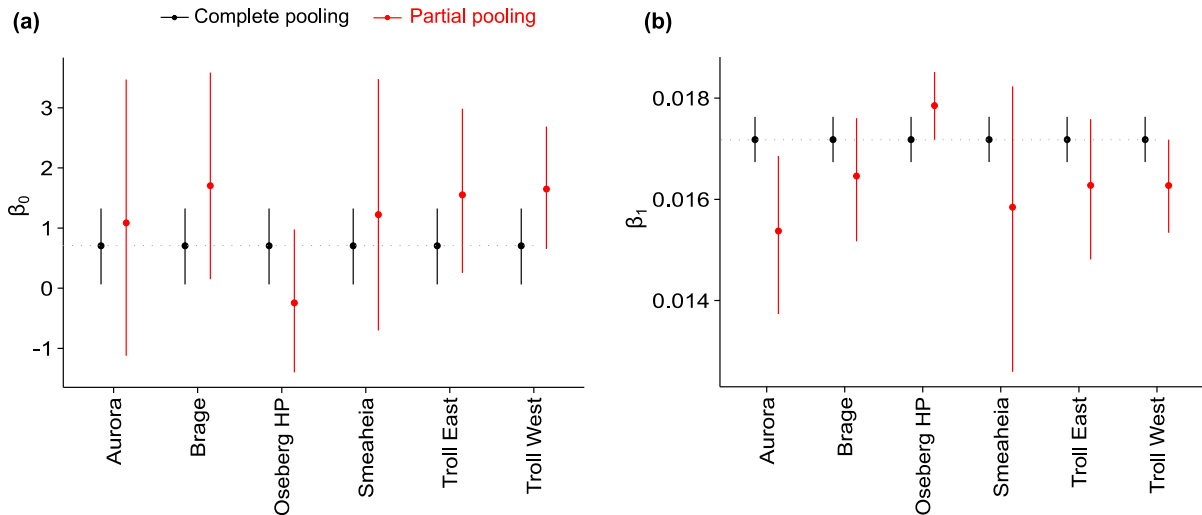 (a)
Complete pooling
Partial pooling
(b)
β0
3
2
1
0
-1
Aurora
Brage
Oseberg HP
Smeaheia
Troll East
Troll West
β1
0.018
0.016
0.014
Aurora
Brage
Oseberg HP
Smeaheia
Troll East
Troll West